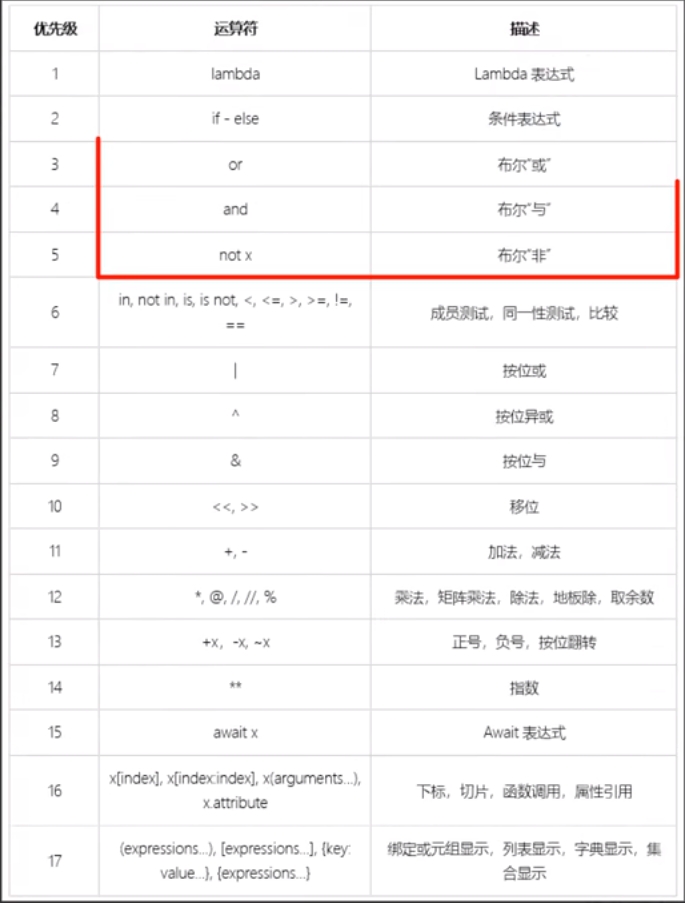 优先级 运算符 描述
1 lambda Lambda 表达式
2 if - else 条件表达式
3 or 布尔“或”
4 and 布尔“与”
5 not x 布尔“非”
6 in, not in, is, is not, <, <=, >, >=, !=, 成员测试，同一性测试，比较
==
7 | 按位或
8 ^ 按位异或
9 & 按位与
10 <<, >> 移位
11 +, - 加法，减法
12 *, @, /, //, % 乘法，矩阵乘法，除法，地板除，取余数
13 +x，-x, ~x 正号，负号，按位翻转
14 ** 指数
15 await x Await 表达式
16 x[index], x[index:index], x(arguments...), 下标，切片，函数调用，属性引用
x.attribute
17 (expressions...), [expressions...], {key: 绑定或元组显示，列表显示，字典显示，集
value...}, {expressions...} 合显示